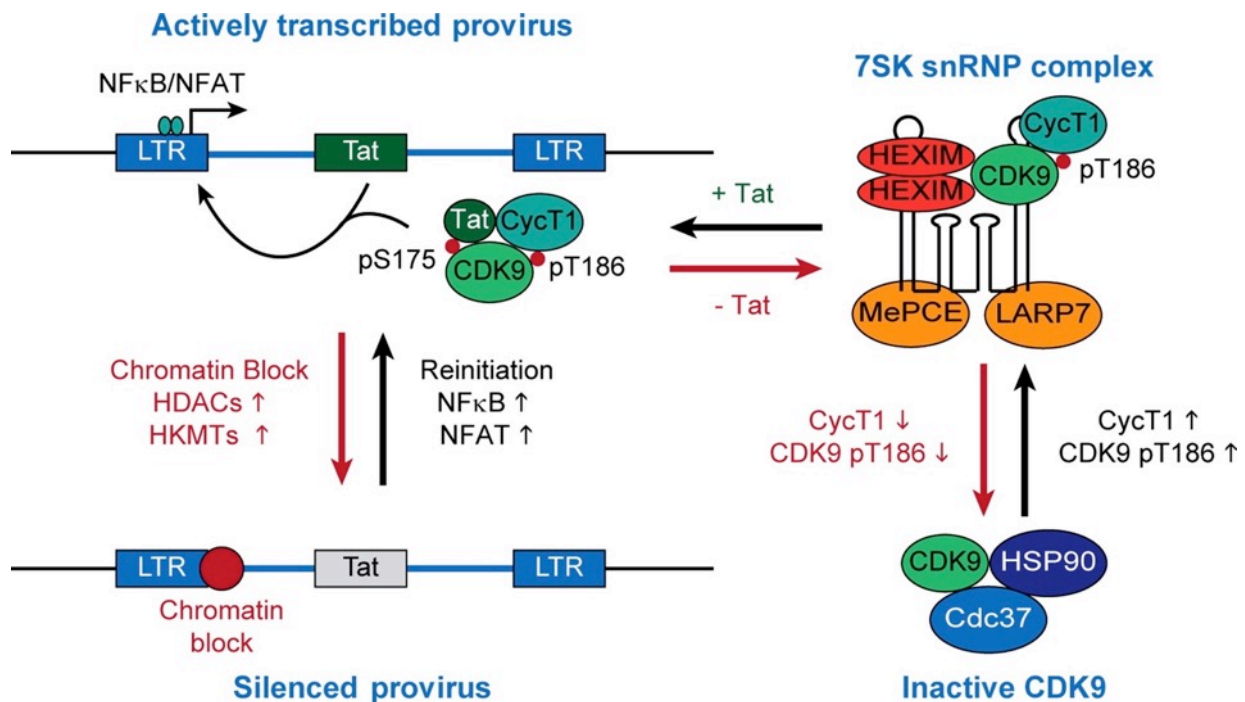 Actively transcribed provirus
NFκB/NFAT
LTR
Tat
LTR
Tat
CycT1
pS175
CDK9
pT186
+ Tat
- Tat
7SK snRNP complex
CycT1
HEXIM
HEXIM
CDK9
pT186
MePCE
LARP7
Chromatin Block
HDACs ↑
HKMTs ↑
Reinitiation
NFκB ↑
NFAT ↑
CycT1 ↓
CDK9 pT186 ↓
CycT1 ↑
CDK9 pT186 ↑
LTR
Tat
LTR
Chromatin
block
Silenced provirus
CDK9
HSP90
Cdc37
Inactive CDK9